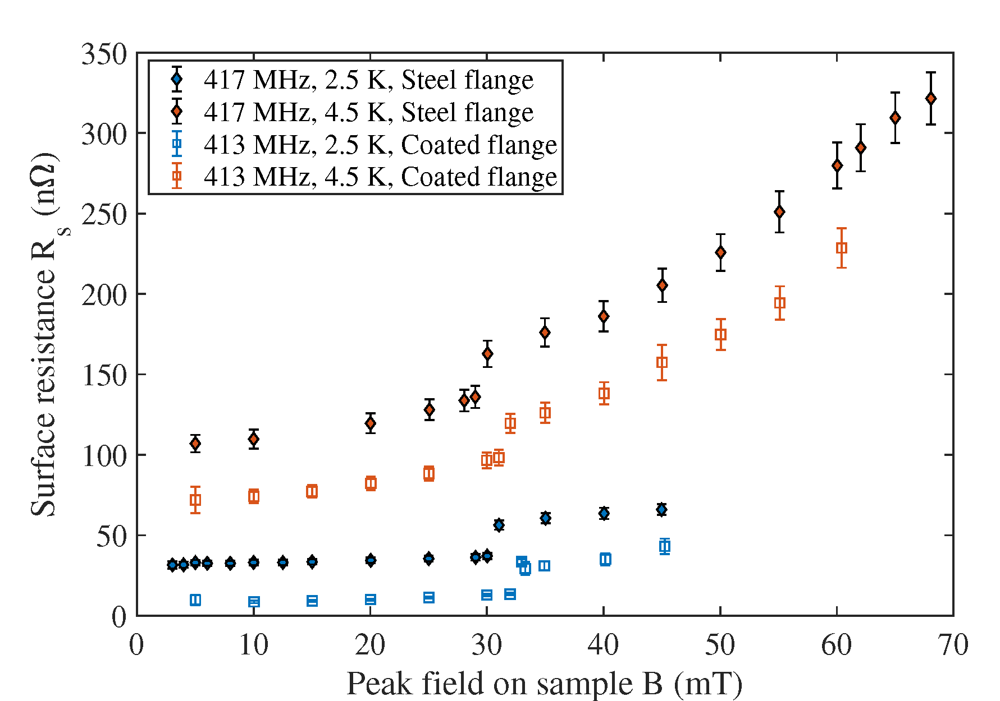 350
300
250
200
150
100
50
0
Surface resistance R_s (nΩ)
417 MHz, 2.5 K, Steel flange
417 MHz, 4.5 K, Steel flange
413 MHz, 2.5 K, Coated flange
413 MHz, 4.5 K, Coated flange
0 10 20 30 40 50 60 70
Peak field on sample B (mT)